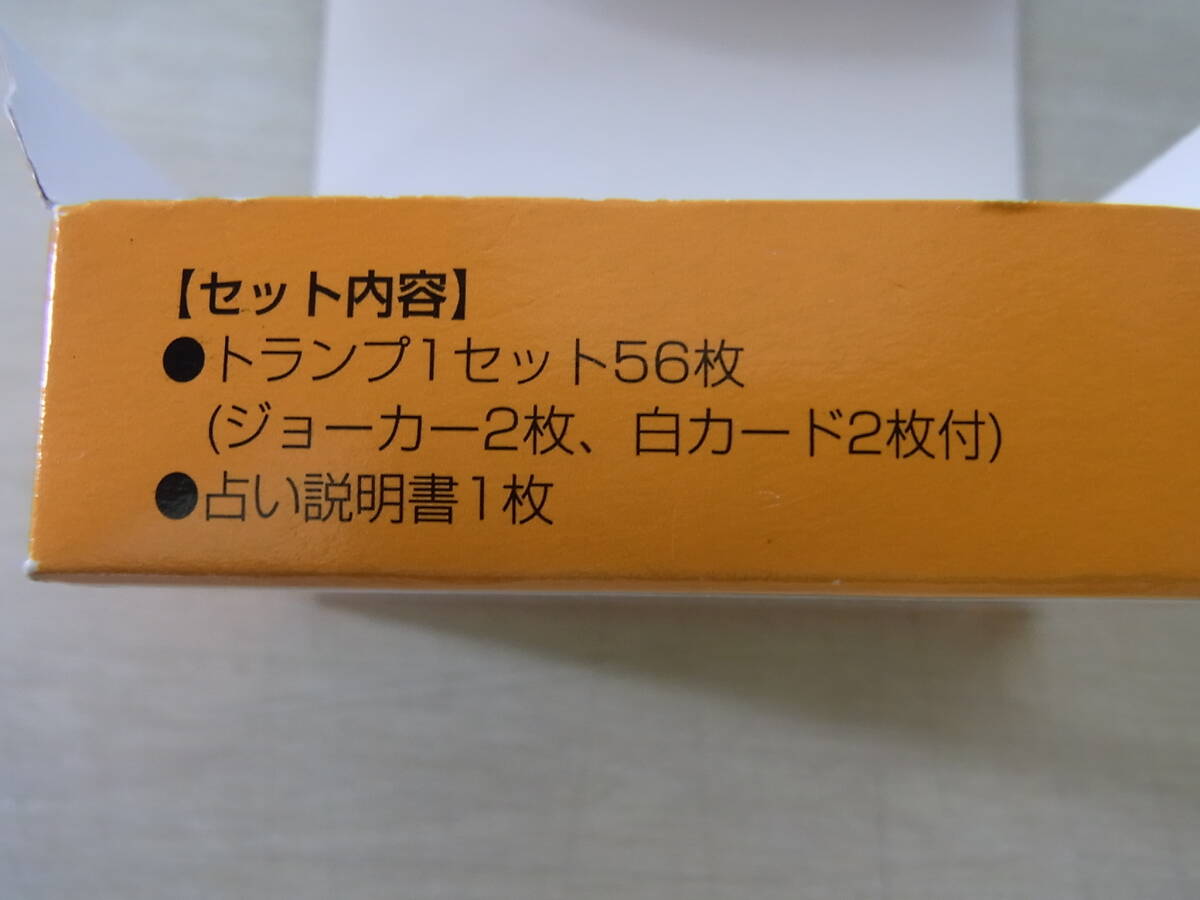 【セット内容】
●トランプ1セット56枚
(ジョーカー2枚、白カード2枚付)
●占い説明書1枚